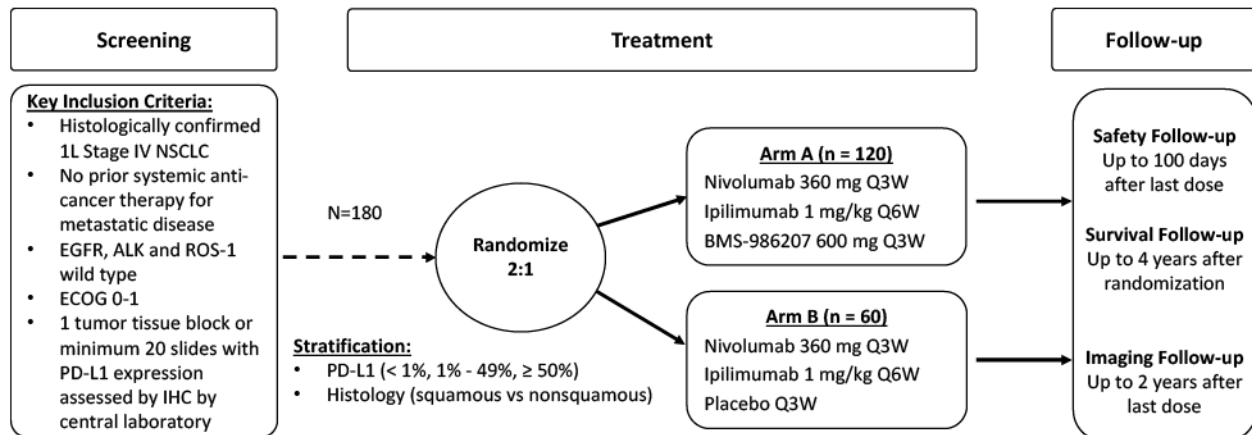 Screening
Treatment
Follow-up
Key Inclusion Criteria:
• Histologically confirmed
1L Stage IV NSCLC
• No prior systemic anti-
cancer therapy for
metastatic disease
• EGFR, ALK and ROS-1
wild type
• ECOG 0-1
• 1 tumor tissue block or
minimum 20 slides with
PD-L1 expression
assessed by IHC by
central laboratory
N=180
Randomize
2:1
Stratification:
• PD-L1 (< 1%, 1% - 49%, ≥ 50%)
• Histology (squamous vs nonsquamous)
Arm A (n = 120)
Nivolumab 360 mg Q3W
Ipilimumab 1 mg/kg Q6W
BMS-986207 600 mg Q3W
Arm B (n = 60)
Nivolumab 360 mg Q3W
Ipilimumab 1 mg/kg Q6W
Placebo Q3W
Safety Follow-up
Up to 100 days
after last dose
Survival Follow-up
Up to 4 years after
randomization
Imaging Follow-up
Up to 2 years after
last dose